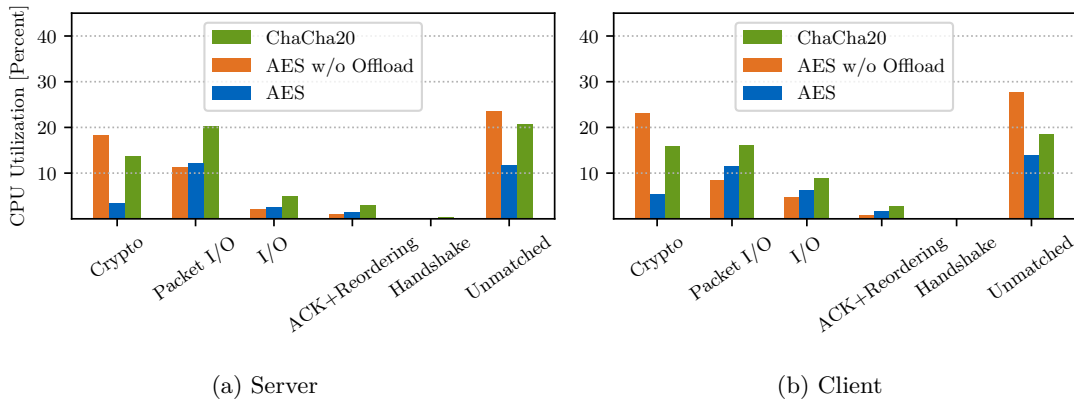 CPU Utilization [Percent]
40
30
20
10
ChaCha20
AES w/o Offload
AES
Crypto
Packet I/O
I/O
ACK+Reordering
Handshake
Unmatched
(a) Server
40
30
20
10
ChaCha20
AES w/o Offload
AES
Crypto
Packet I/O
I/O
ACK+Reordering
Handshake
Unmatched
(b) Client